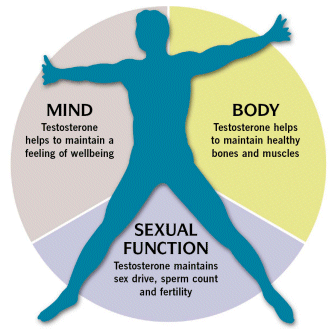 MIND
Testosterone
helps to maintain a
feeling of wellbeing
BODY
Testosterone helps
to maintain healthy
bones and muscles
SEXUAL
FUNCTION
Testosterone maintains
sex drive, sperm count
and fertility